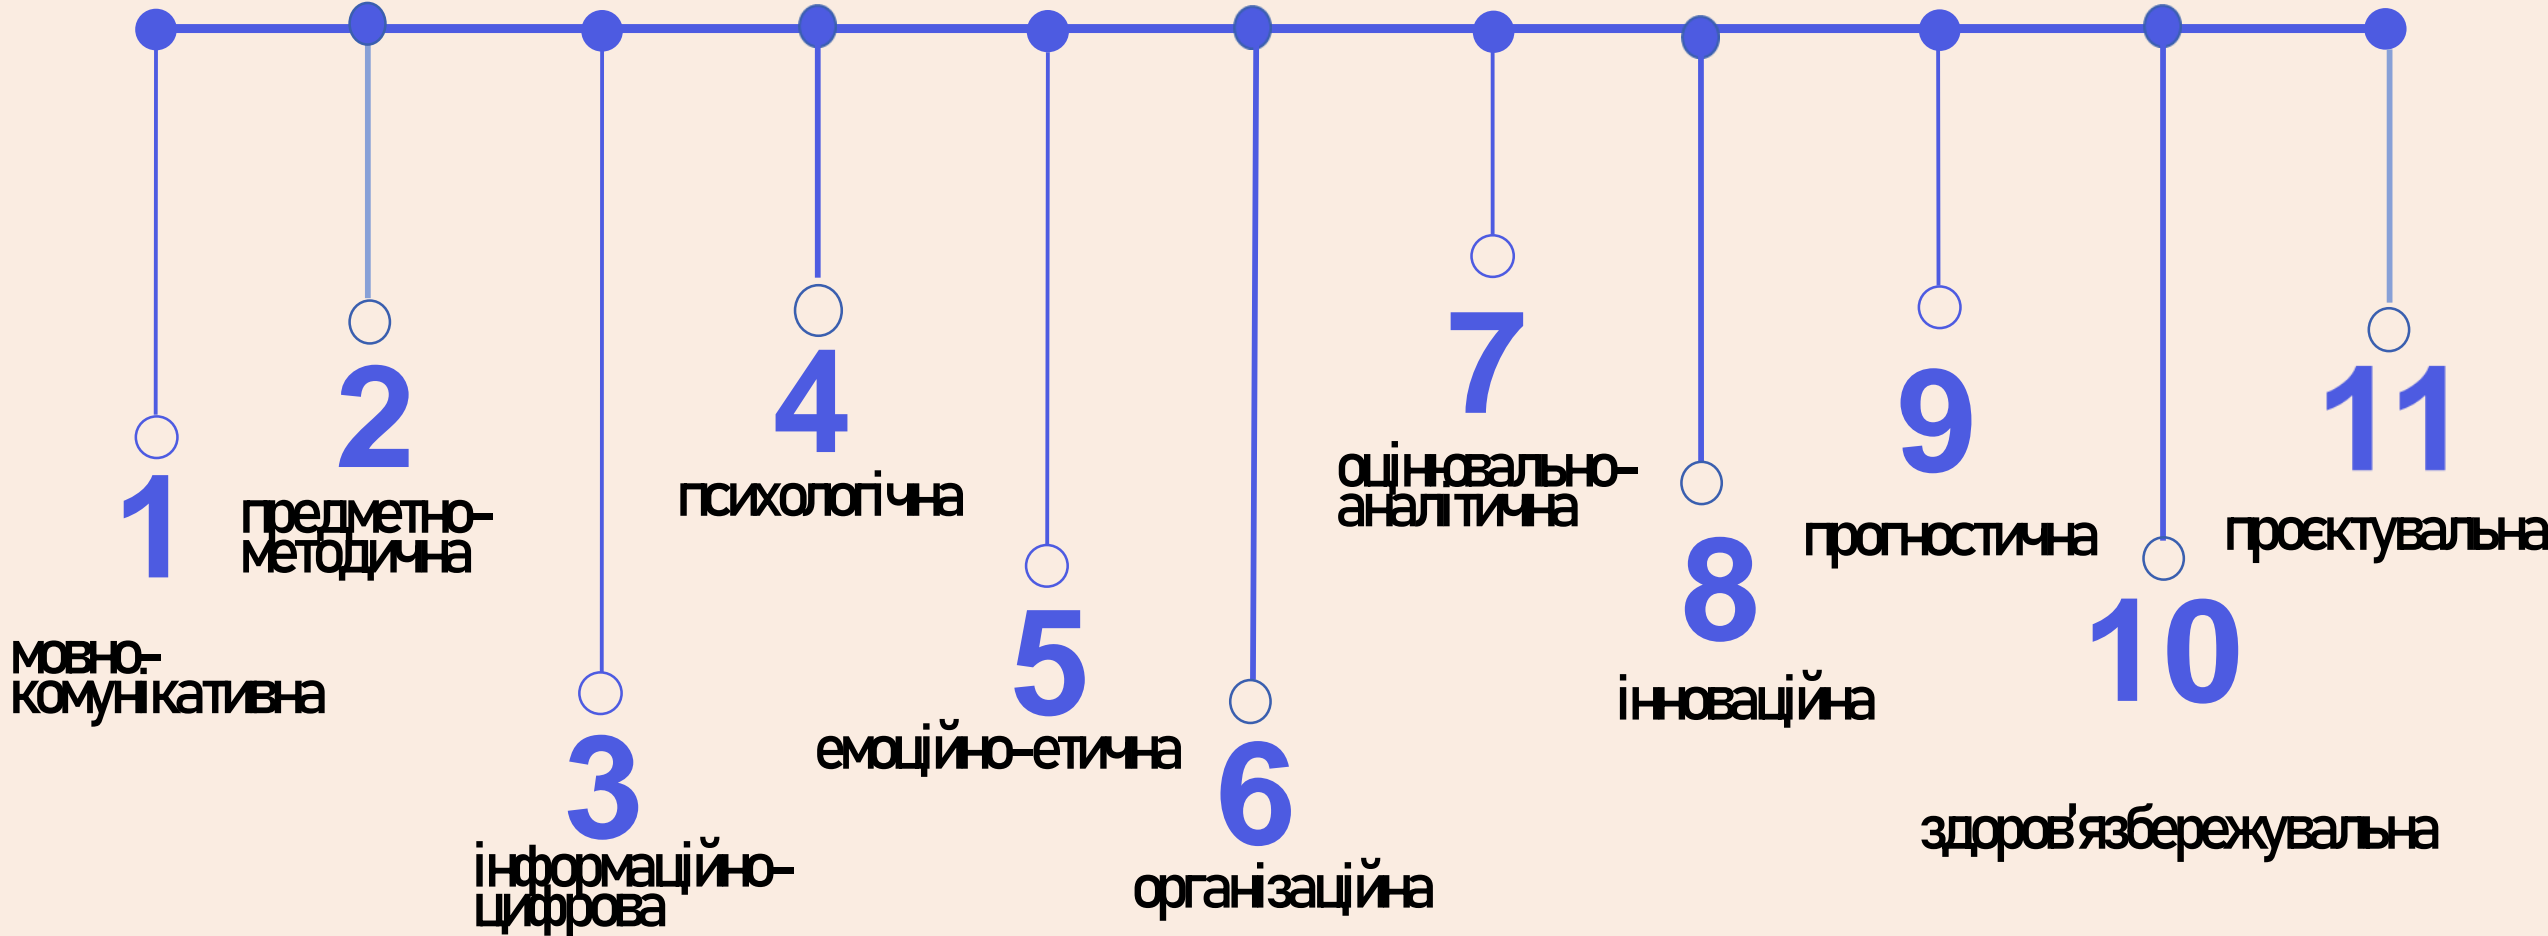 1
мовно-
комунікативна
2
предметно-
методична
3
інформаційно-
цифрова
4
психологічна
5
емоційно-етична
6
організаційна
7
оцінювально-
аналітична
8
інноваційна
9
прогностична
10
здоров'язбережувальна
11
проєктувальна